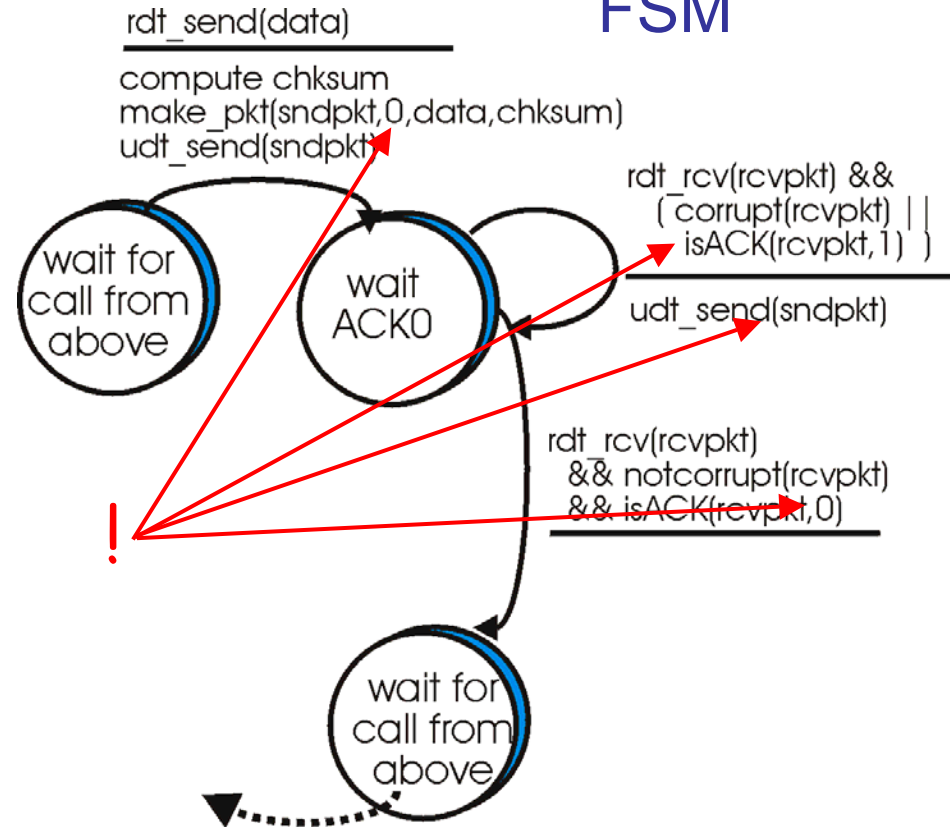 FSM
rdt_send(data)
compute chksum
make_pkt(sndpkt,0,data,chksum)
udt_send(sndpkt)
rdt_rcv(rcvpkt) &&
( corrupt(rcvpkt) ||
isACK(rcvpkt,1) )
udt_send(sndpkt)
wait for
call from
above
wait
ACK0
rdt_rcv(rcvpkt)
&& notcorrupt(rcvpkt)
&& isACK(rcvpkt,0)
!
wait for
call from
above